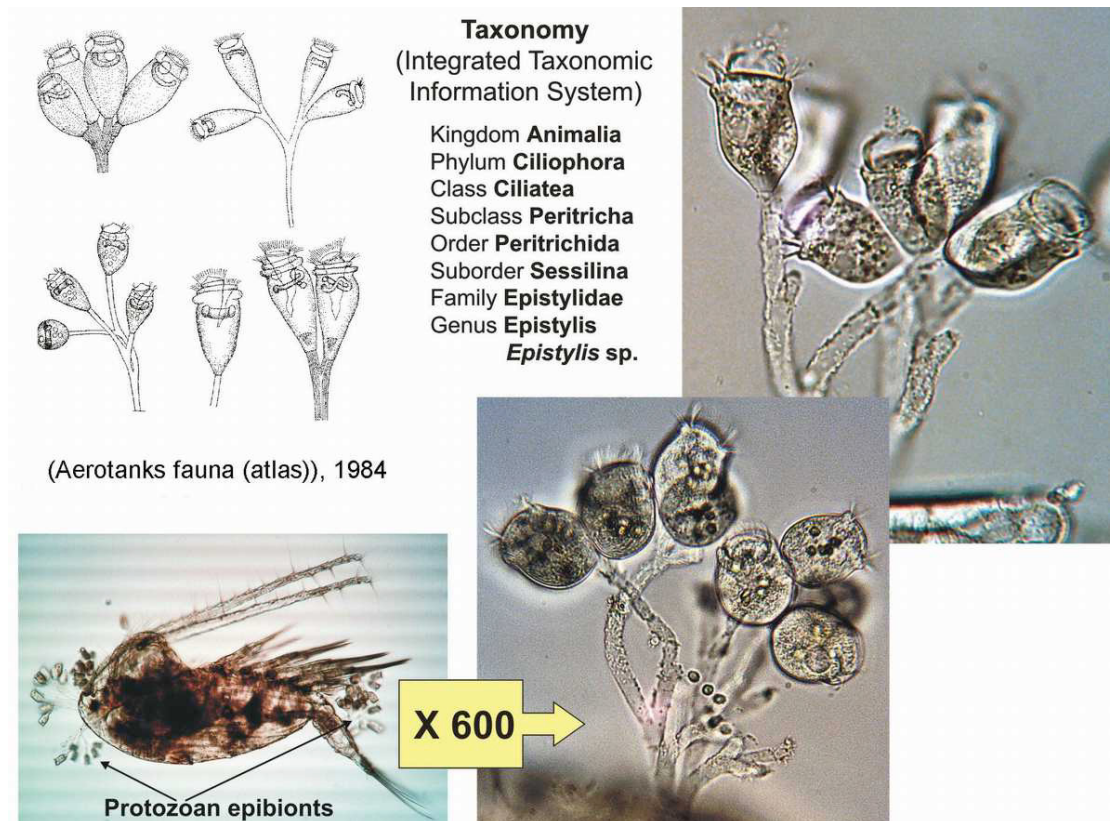 Taxonomy
(Integrated Taxonomic
Information System)
Kingdom Animalia
Phylum Ciliophora
Class Ciliatea
Subclass Peritricha
Order Peritrichida
Suborder Sessilina
Family Epistylidae
Genus Epistylis
Epistylis sp.
(Aerotanks fauna (atlas)), 1984
X 600
Protozoan epibionts